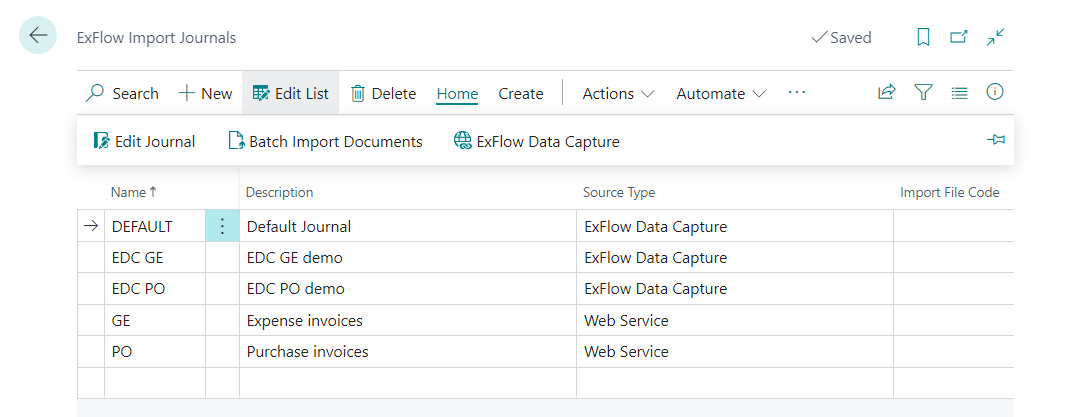 ExFlow Import Journals
Saved
Search New Edit List Delete Home Create Actions Automate ...
Edit Journal Batch Import Documents ExFlow Data Capture
Name ↑ Description Source Type Import File Code
DEFAULT Default Journal ExFlow Data Capture
EDC GE EDC GE demo ExFlow Data Capture
EDC PO EDC PO demo ExFlow Data Capture
GE Expense invoices Web Service
PO Purchase invoices Web Service